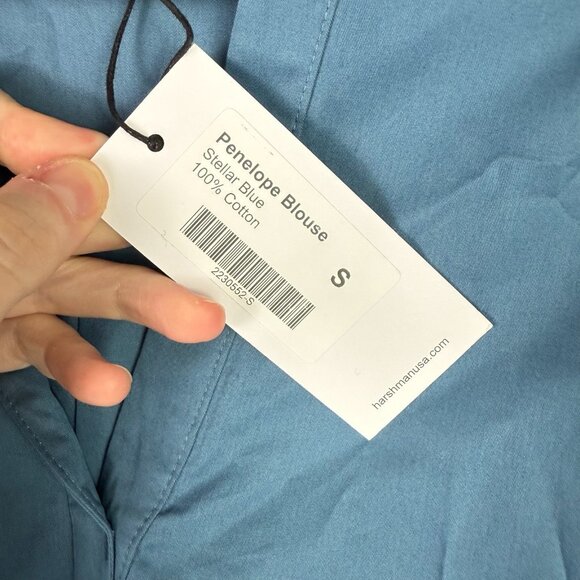 Penelope Blouse
Stellar Blue
100% Cotton
S
2230552-S
harshmanusa.com